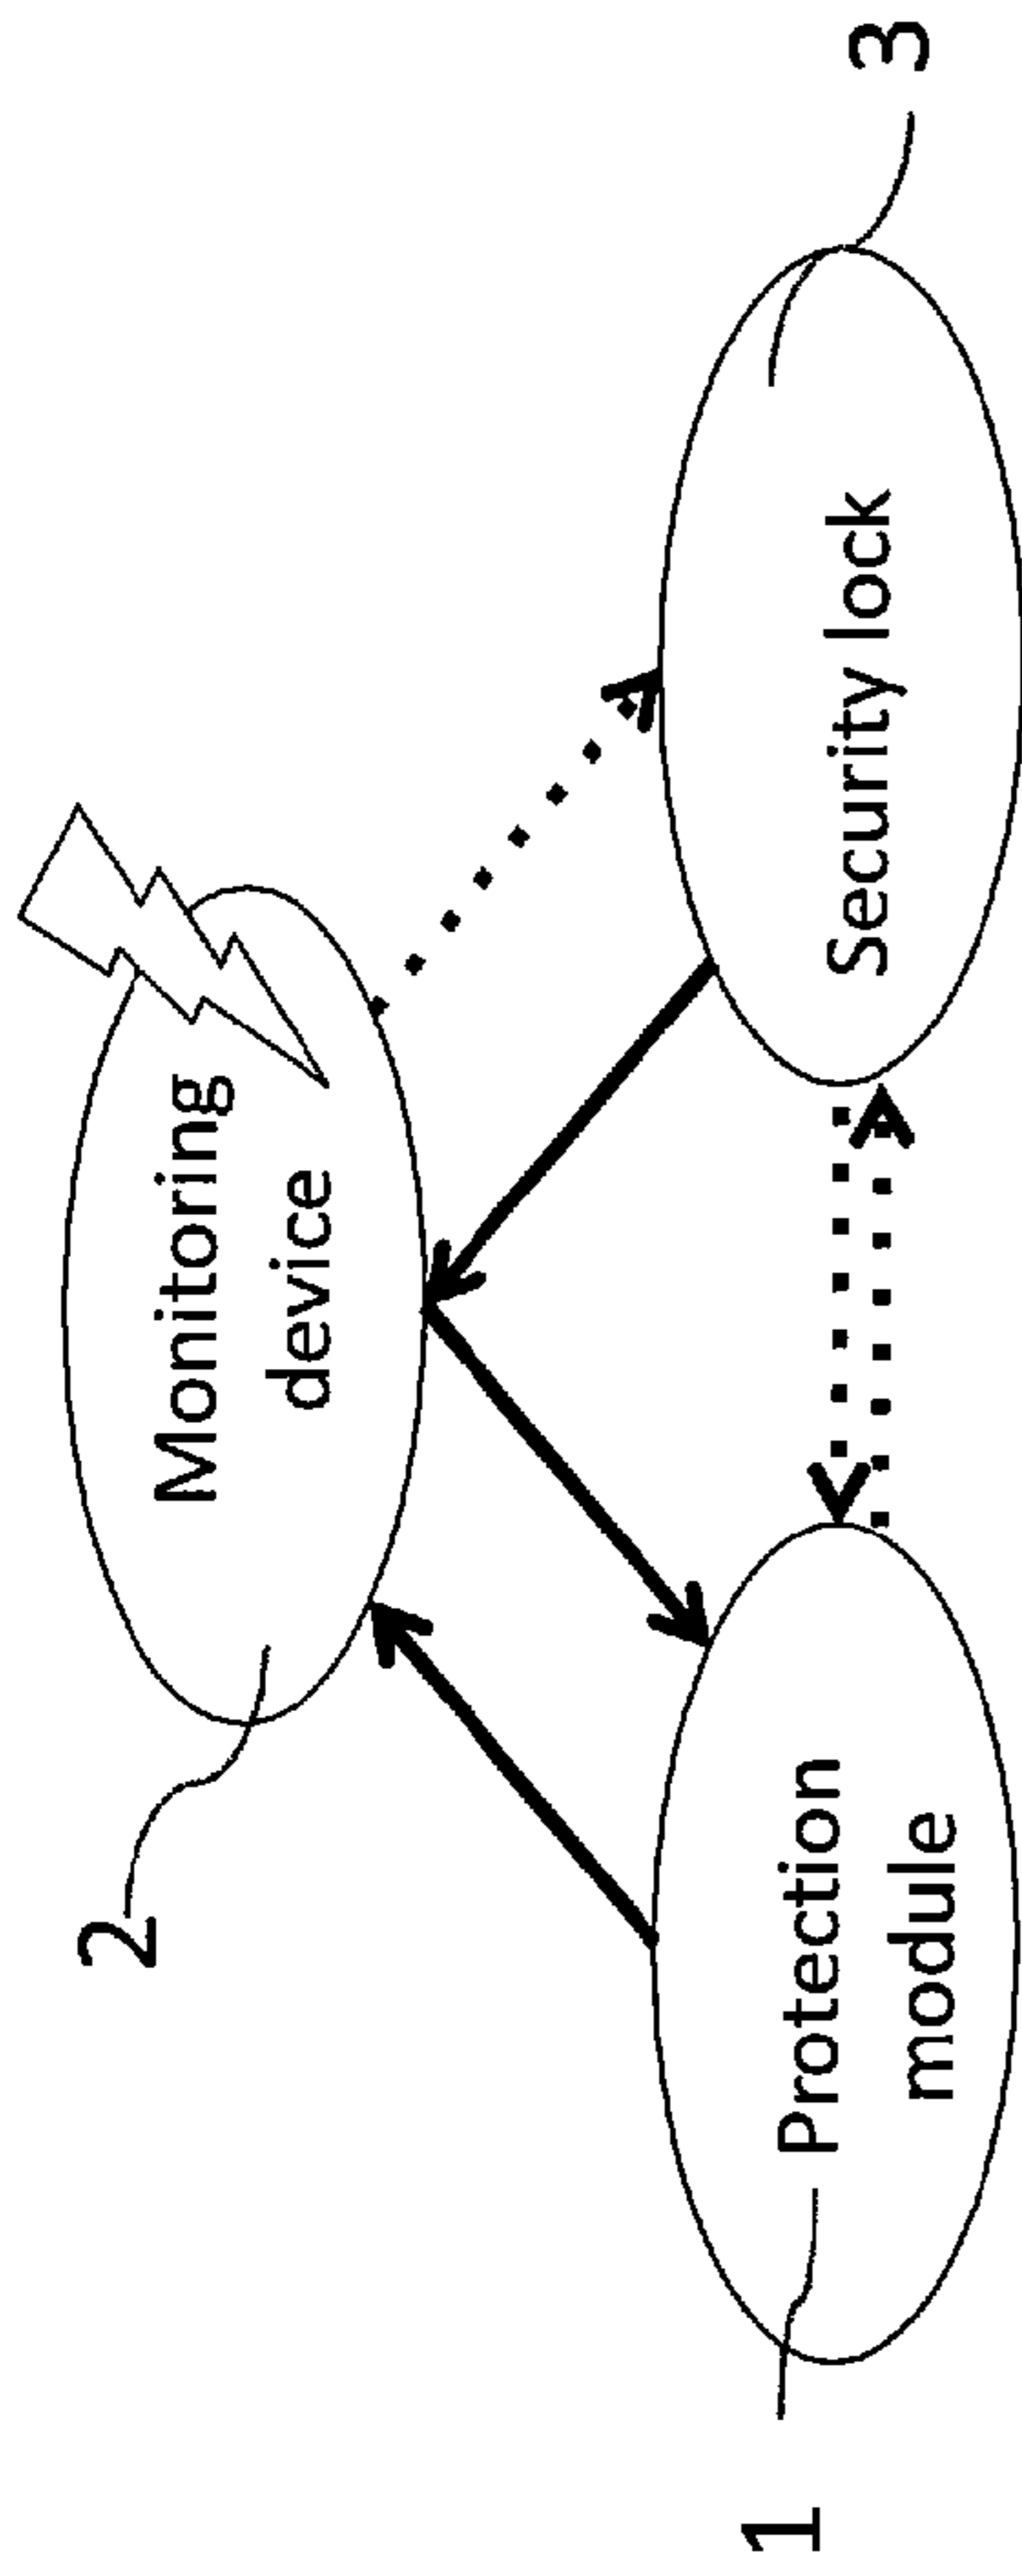 2
Monitoring
device
1
Protection
module
Security lock
3